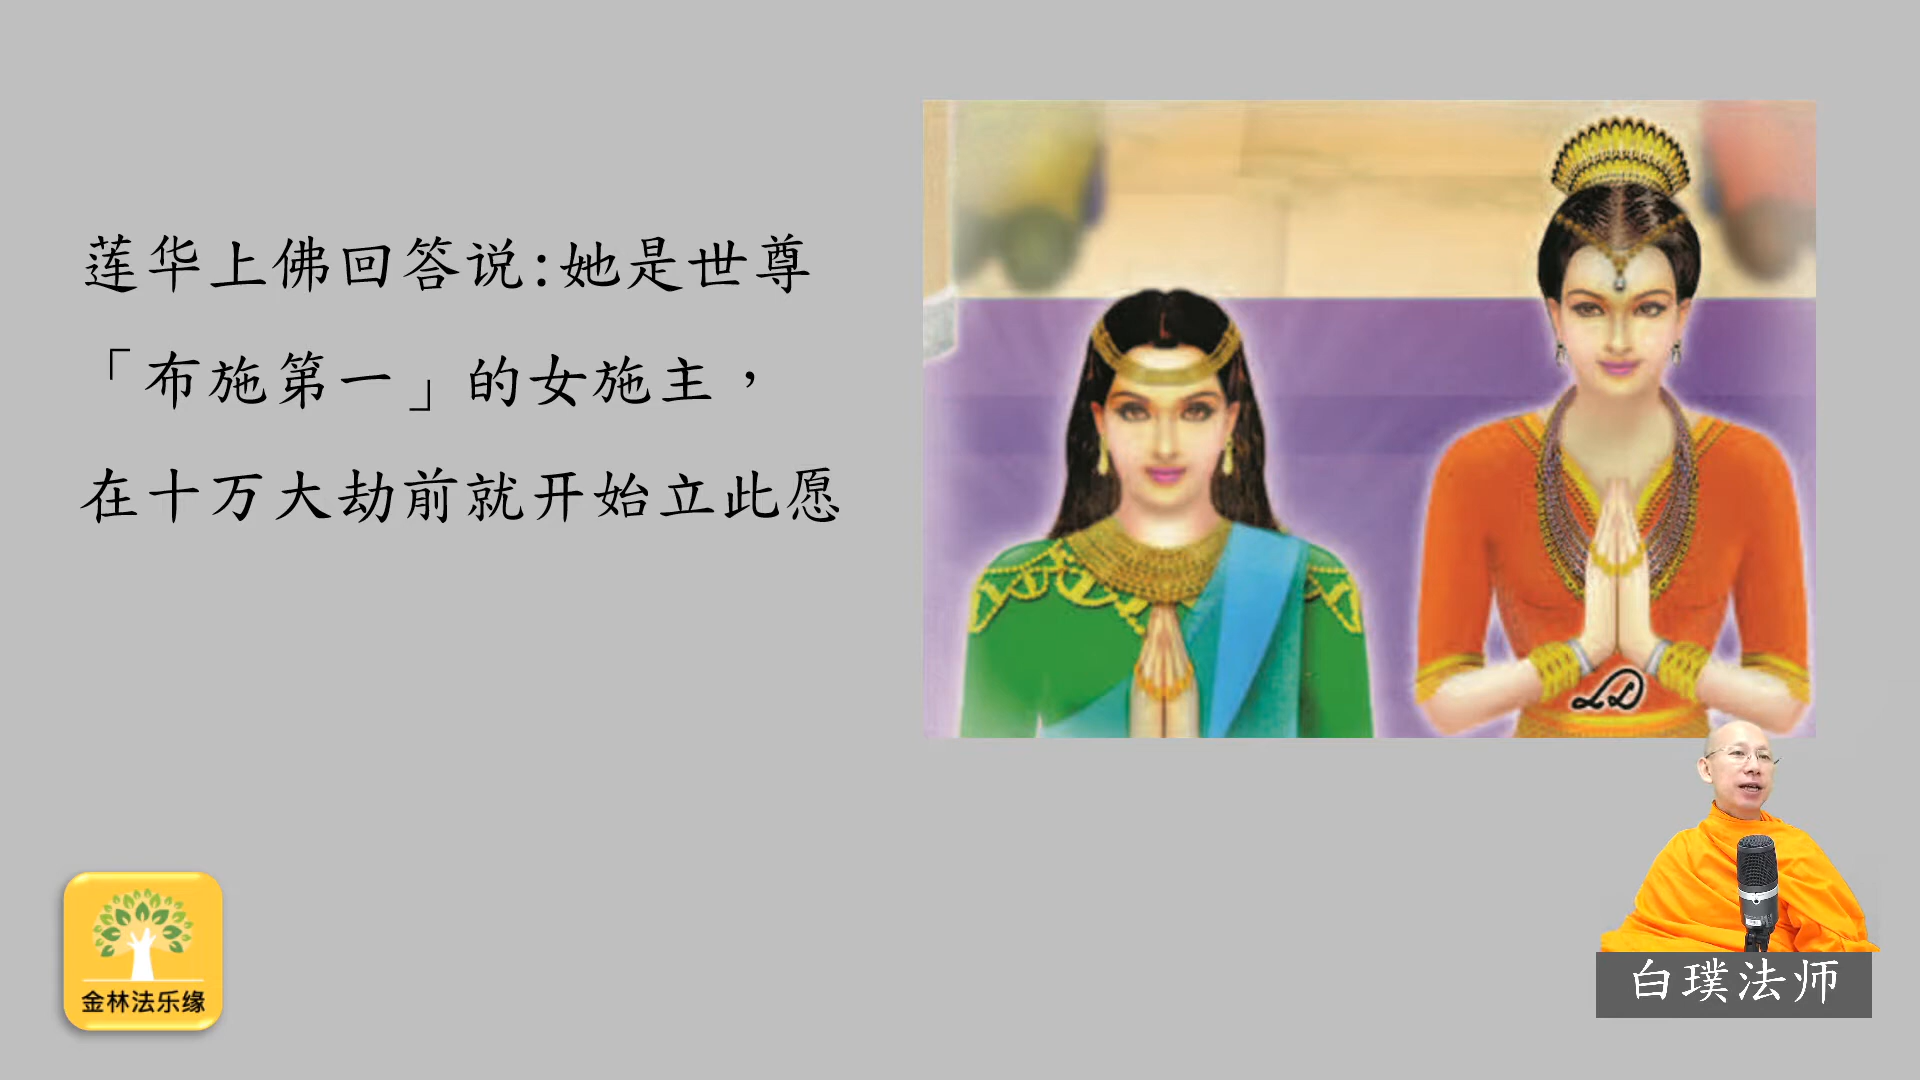 莲华上佛回答说:她是世尊
「布施第一」的女施主，
在十万大劫前就开始立此愿
金林法乐缘
白璞法师